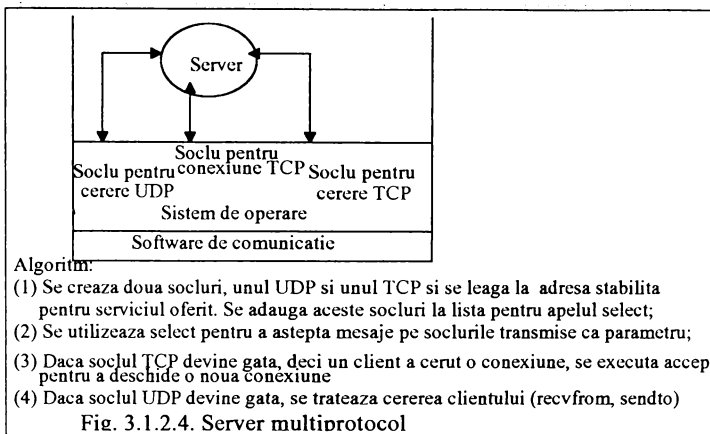 Server
Soclu pentru cerere UDP
Soclu pentru conexiune TCP
Soclu pentru cerere TCP
Sistem de operare
Software de comunicatie
Algoritm:
(1) Se creaza doua socluri, unul UDP si unul TCP si se leaga la adresa stabilita
pentru serviciul oferit. Se adauga aceste socluri la lista pentru apelul select;
(2) Se utilizeaza select pentru a astepta mesaje pe soclurile transmise ca parametru;
(3) Daca soclul TCP devine gata, deci un client a cerut o conexiune, se executa accep
pentru a deschide o noua conexiune
(4) Daca soclul UDP devine gata, se trateaza cererea clientului (recvfrom, sendto)
Fig. 3.1.2.4. Server multiprotocol